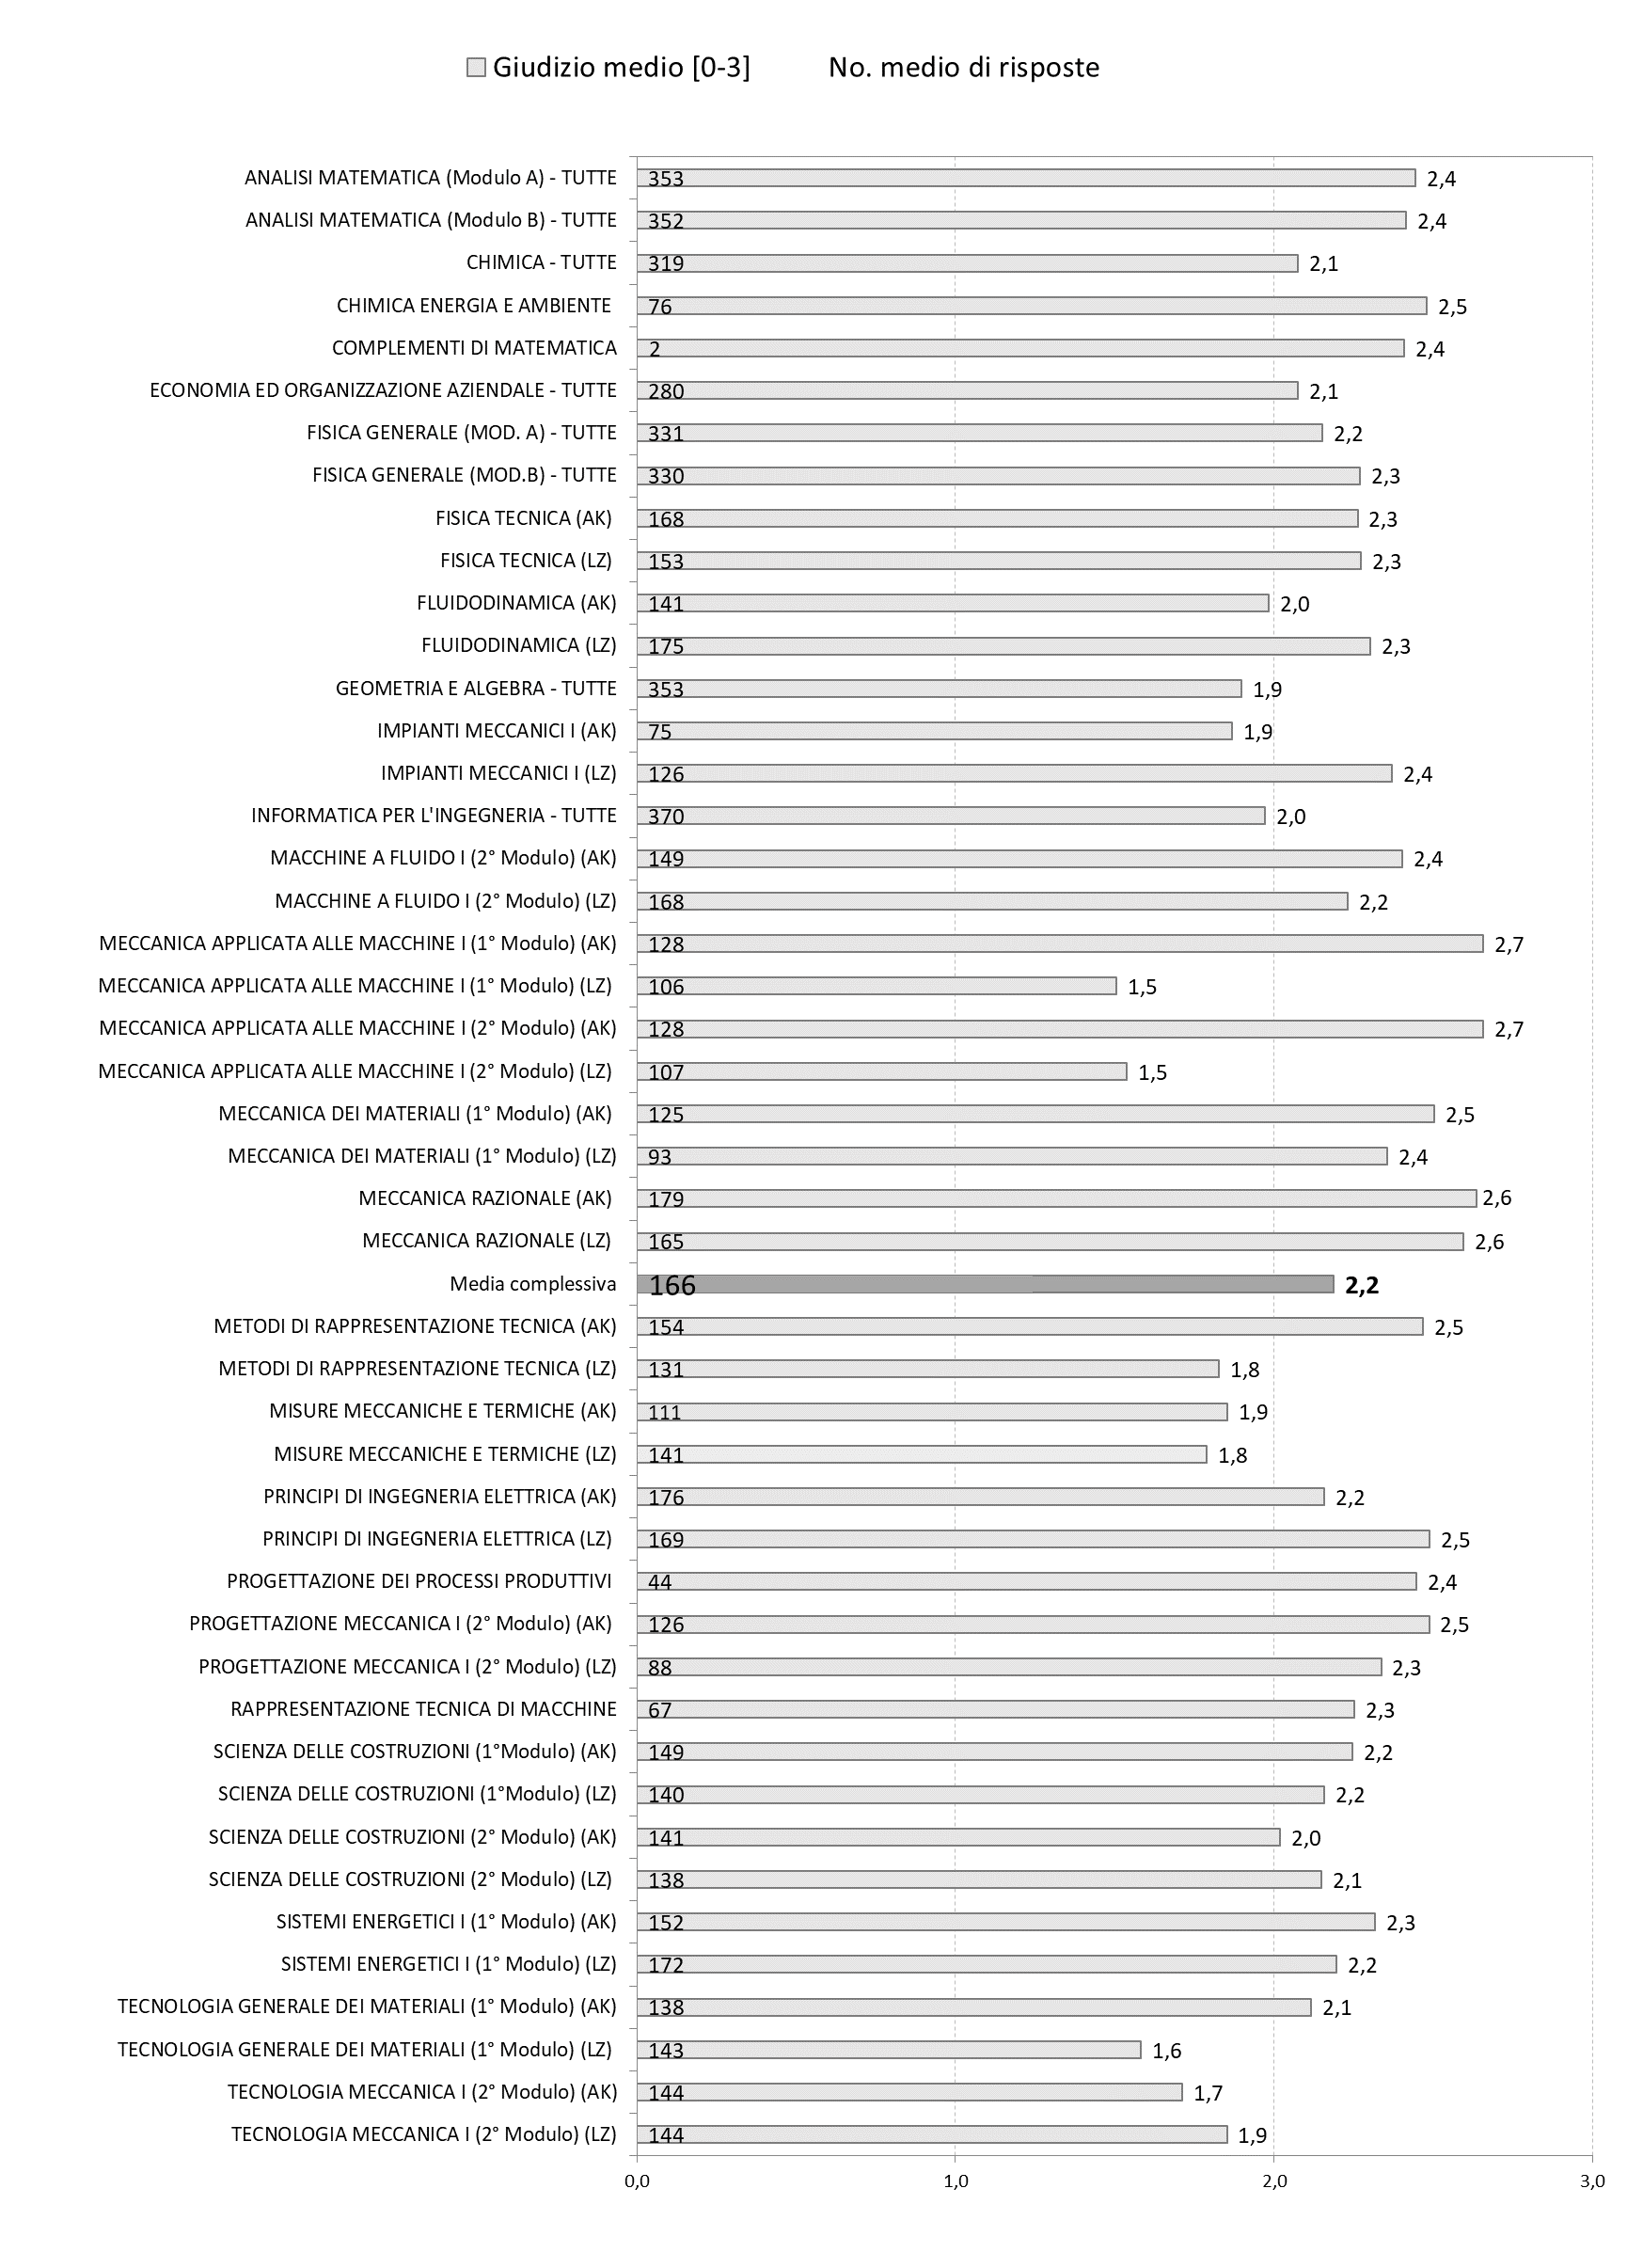 Giudizio medio [0-3] No. medio di risposte
ANALISI MATEMATICA (Modulo A) - TUTTE 353 2,4
ANALISI MATEMATICA (Modulo B) - TUTTE 352 2,4
CHIMICA - TUTTE 319 2,1
CHIMICA ENERGIA E AMBIENTE 76 2,5
COMPLEMENTI DI MATEMATICA 2 2,4
ECONOMIA ED ORGANIZZAZIONE AZIENDALE - TUTTE 280 2,1
FISICA GENERALE (MOD. A) - TUTTE 331 2,2
FISICA GENERALE (MOD.B) - TUTTE 330 2,3
FISICA TECNICA (AK) 168 2,3
FISICA TECNICA (LZ) 153 2,3
FLUIDODINAMICA (AK) 141 2,0
FLUIDODINAMICA (LZ) 175 2,3
GEOMETRIA E ALGEBRA - TUTTE 353 1,9
IMPIANTI MECCANICI I (AK) 75 1,9
IMPIANTI MECCANICI I (LZ) 126 2,4
INFORMATICA PER L'INGEGNERIA - TUTTE 370 2,0
MACCHINE A FLUIDO I (2° Modulo) (AK) 149 2,4
MACCHINE A FLUIDO I (2° Modulo) (LZ) 168 2,2
MECCANICA APPLICATA ALLE MACCHINE I (1° Modulo) (AK) 128 2,7
MECCANICA APPLICATA ALLE MACCHINE I (1° Modulo) (LZ) 106 1,5
MECCANICA APPLICATA ALLE MACCHINE I (2° Modulo) (AK) 128 2,7
MECCANICA APPLICATA ALLE MACCHINE I (2° Modulo) (LZ) 107 1,5
MECCANICA DEI MATERIALI (1° Modulo) (AK) 125 2,5
MECCANICA DEI MATERIALI (1° Modulo) (LZ) 93 2,4
MECCANICA RAZIONALE (AK) 179 2,6
MECCANICA RAZIONALE (LZ) 165 2,6
Media complessiva 166 2,2
METODI DI RAPPRESENTAZIONE TECNICA (AK) 154 2,5
METODI DI RAPPRESENTAZIONE TECNICA (LZ) 131 1,8
MISURE MECCANICHE E TERMICHE (AK) 111 1,9
MISURE MECCANICHE E TERMICHE (LZ) 141 1,8
PRINCIPI DI INGEGNERIA ELETTRICA (AK) 176 2,2
PRINCIPI DI INGEGNERIA ELETTRICA (LZ) 169 2,5
PROGETTAZIONE DEI PROCESSI PRODUTTIVI 44 2,4
PROGETTAZIONE MECCANICA I (2° Modulo) (AK) 126 2,5
PROGETTAZIONE MECCANICA I (2° Modulo) (LZ) 88 2,3
RAPPRESENTAZIONE TECNICA DI MACCHINE 67 2,3
SCIENZA DELLE COSTRUZIONI (1°Modulo) (AK) 149 2,2
SCIENZA DELLE COSTRUZIONI (1°Modulo) (LZ) 140 2,2
SCIENZA DELLE COSTRUZIONI (2° Modulo) (AK) 141 2,0
SCIENZA DELLE COSTRUZIONI (2° Modulo) (LZ) 138 2,1
SISTEMI ENERGETICI I (1° Modulo) (AK) 152 2,3
SISTEMI ENERGETICI I (1° Modulo) (LZ) 172 2,2
TECNOLOGIA GENERALE DEI MATERIALI (1° Modulo) (AK) 138 2,1
TECNOLOGIA GENERALE DEI MATERIALI (1° Modulo) (LZ) 143 1,6
TECNOLOGIA MECCANICA I (2° Modulo) (AK) 144 1,7
TECNOLOGIA MECCANICA I (2° Modulo) (LZ) 144 1,9
0,0 1,0 2,0 3,0